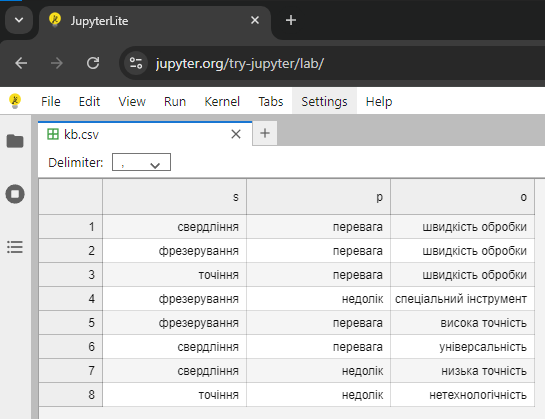 JupyterLite
jupyter.org/try-jupyter/lab/
File Edit View Run Kernel Tabs Settings Help
kb.csv
Delimiter: ,
s p o
1 свердління перевага швидкість обробки
2 фрезерування перевага швидкість обробки
3 точіння перевага швидкість обробки
4 фрезерування недолік спеціальний інструмент
5 фрезерування перевага висока точність
6 свердління перевага універсальність
7 свердління недолік низька точність
8 точіння недолік нетехнологічність